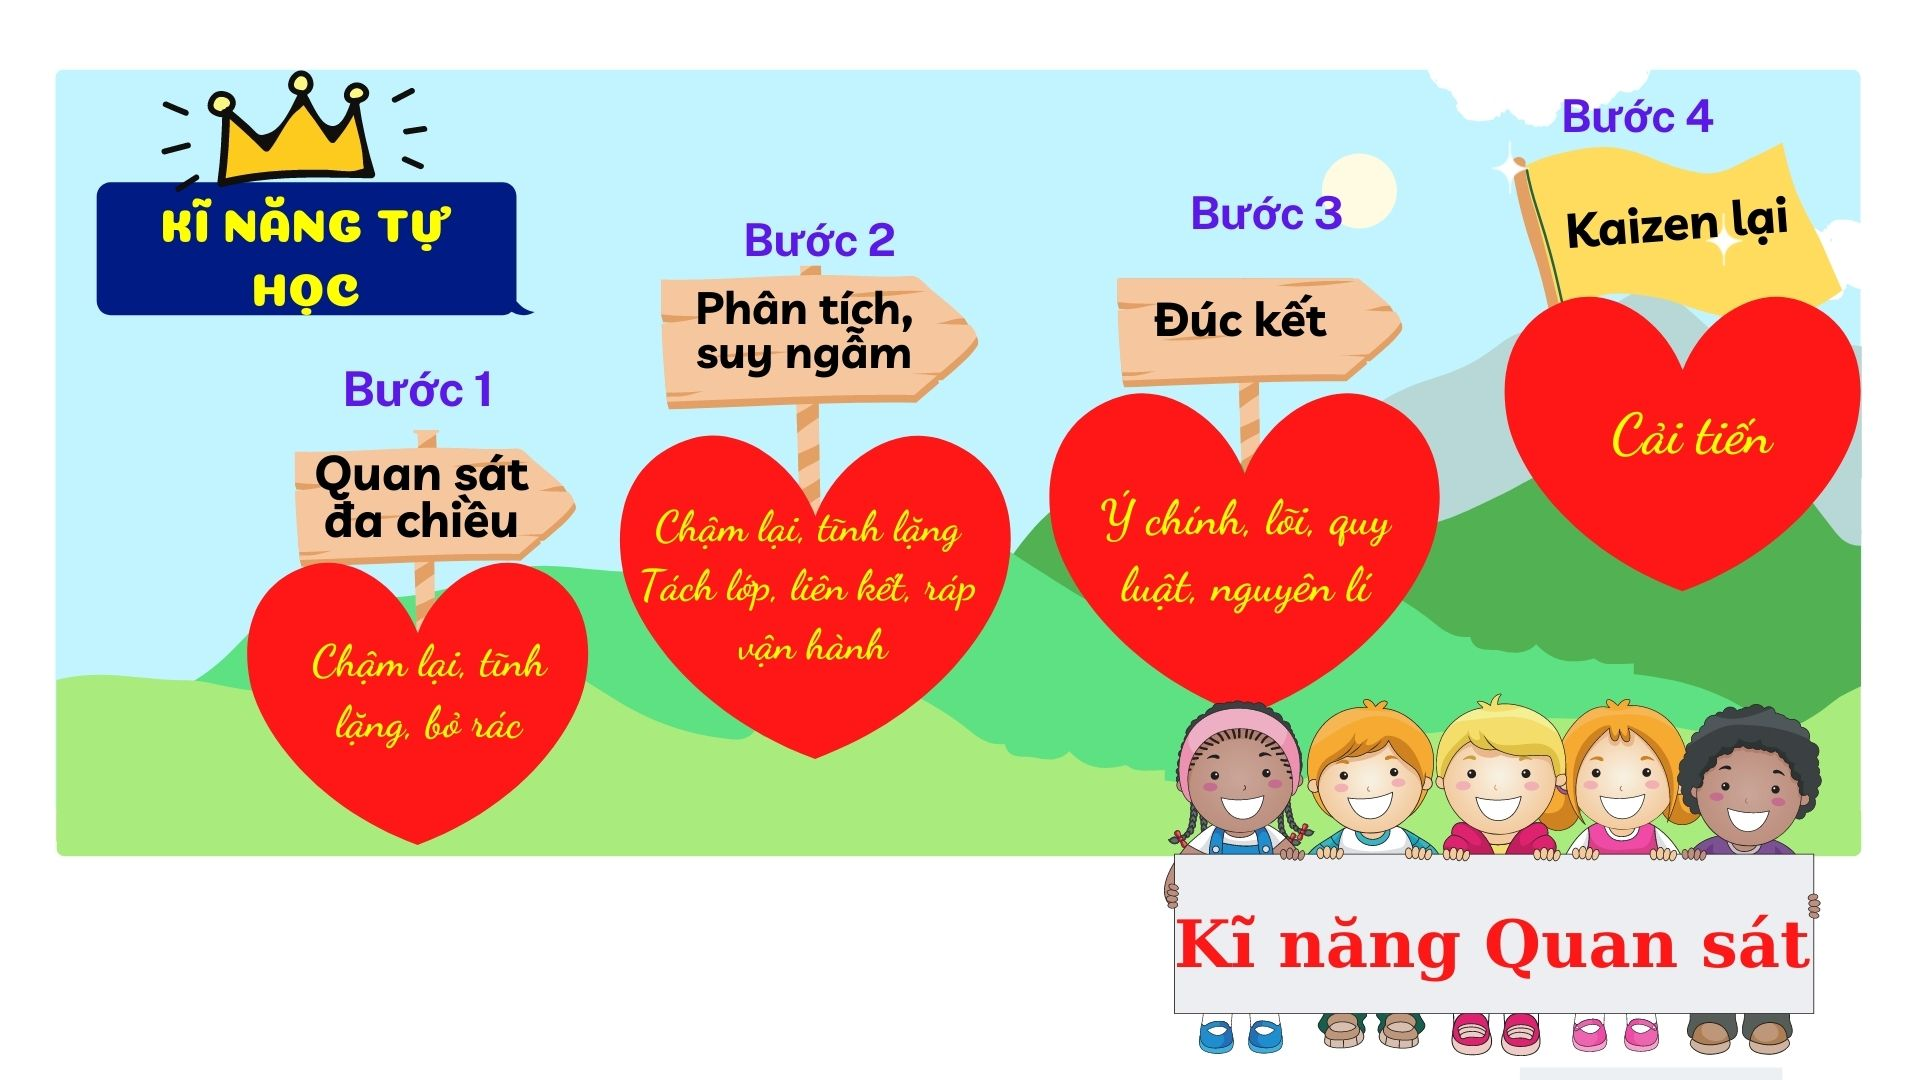 KĨ NĂNG TỰ
HỌC
Bước 1
Quan sát
đa chiều
Chậm lại, tĩnh
lặng, bỏ rác
Bước 2
Phân tích,
suy ngẫm
Chậm lại, tĩnh lặng
Tách lớp, liên kết, ráp
vận hành
Bước 3
Đúc kết
Ý chính, lõi, quy
luật, nguyên lí
Bước 4
Kaizen lại
Cải tiến
Kĩ năng Quan sát